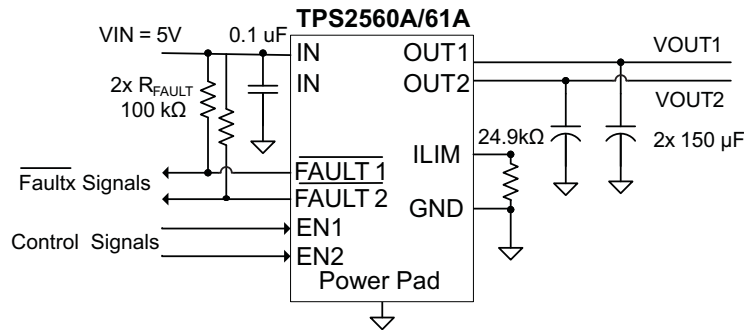 TPS2560A/61A
VIN = 5V
0.1 uF
IN
OUT1
VOUT1
IN
OUT2
VOUT2
2x RFAULT
100 kΩ
24.9kΩ
2x 150 µF
ILIM
FAULT 1
Faultx Signals
FAULT 2
GND
EN1
Control Signals
EN2
Power Pad